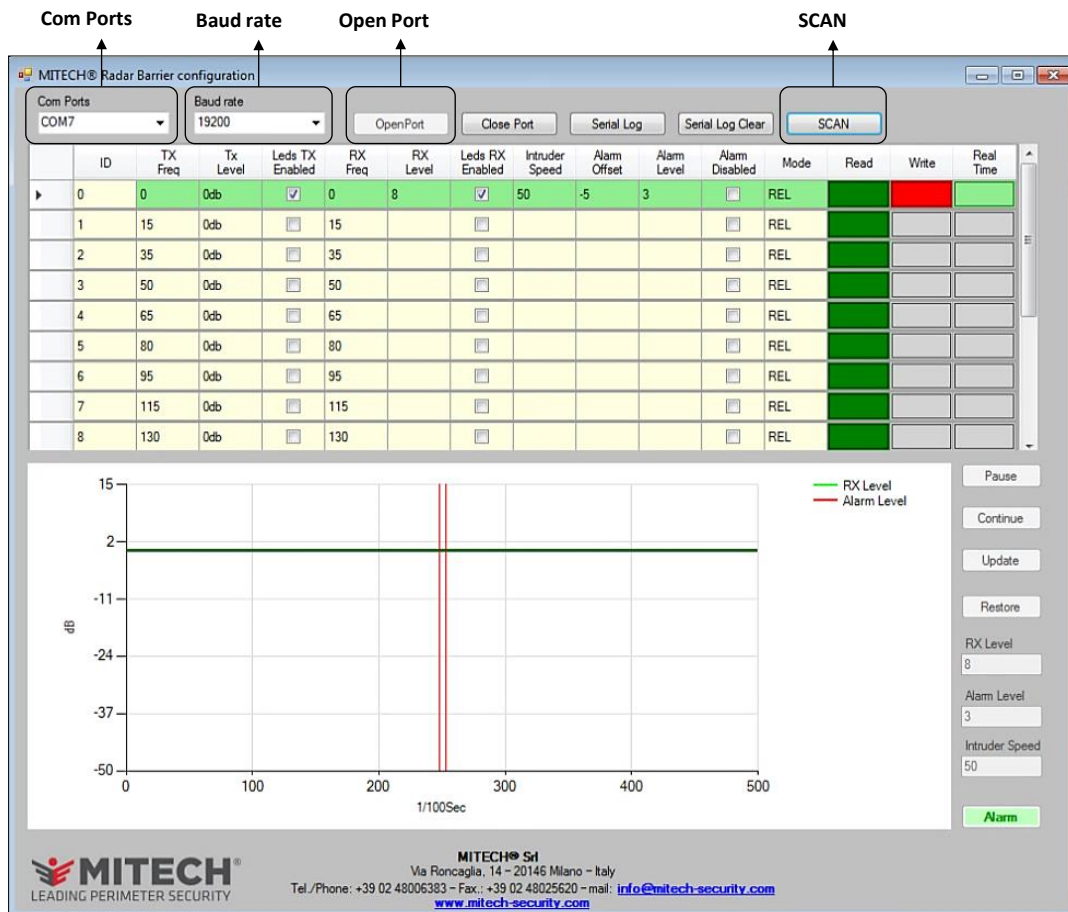 Com Ports Baud rate Open Port SCAN
MITECH® Radar Barrier configuration
Com Ports Baud rate
COM7 19200 OpenPort Close Port Serial Log Serial Log Clear SCAN
ID TX Freq Tx Level Leds TX Enabled RX Freq RX Level Leds RX Enabled Intruder Speed Alarm Offset Alarm Level Alarm Disabled Mode Read Write Real Time
0 0 0db 0 8 50 -5 3 REL
1 15 0db 15 REL
2 35 0db 35 REL
3 50 0db 50 REL
4 65 0db 65 REL
5 80 0db 80 REL
6 95 0db 95 REL
7 115 0db 115 REL
8 130 0db 130 REL
15
2
-11
-24
-37
-50
dB
0 100 200 300 400 500
1/100Sec
RX Level
Alarm Level
Pause
Continue
Update
Restore
RX Level
8
Alarm Level
3
Intruder Speed
50
Alarm
MITECH®
LEADING PERIMETER SECURITY
MITECH® Srl
Via Roncaglia, 14 – 20146 Milano – Italy
Tel./Phone: +39 02 48006383 – Fax.: +39 02 48025620 – mail: info@mitech-security.com
www.mitech-security.com